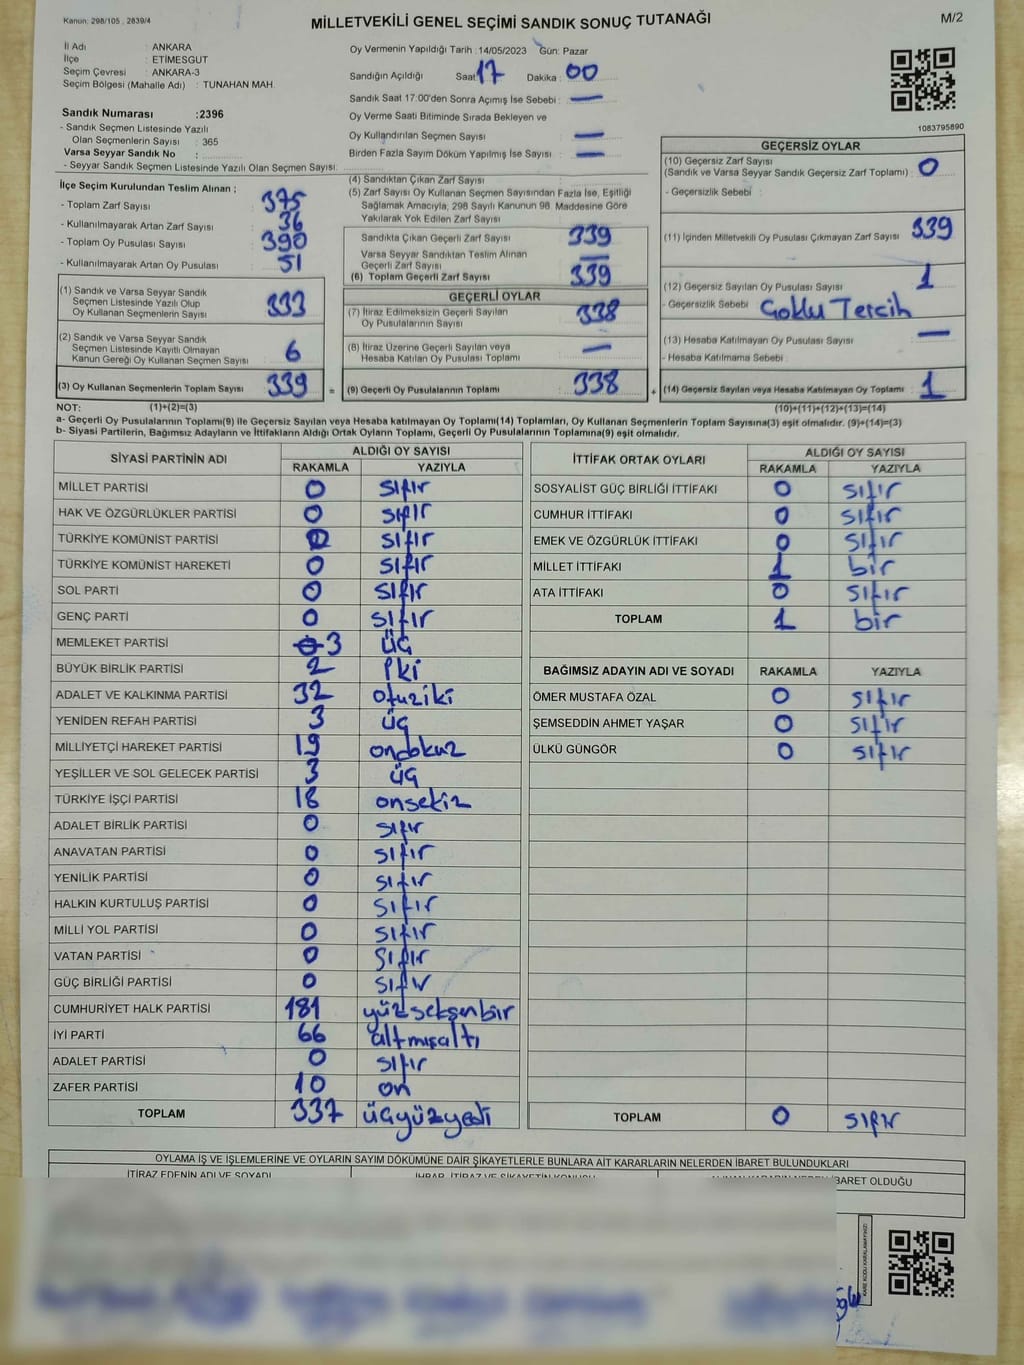 Kanun: 298/105 , 2839/4
MİLLETVEKİLİ GENEL SEÇİMİ SANDIK SONUÇ TUTANAĞI
M/2
İl Adı : ANKARA
İlçe : ETİMESGUT
Seçim Çevresi : ANKARA-3
Seçim Bölgesi (Mahalle Adı) : TUNAHAN MAH.
Sandık Numarası :2396
- Sandık Seçmen Listesinde Yazılı
Olan Seçmenlerin Sayısı : 365
Varsa Seyyar Sandık No :
- Seyyar Sandık Seçmen Listesinde Yazılı Olan Seçmen Sayısı:
Oy Vermenin Yapıldığı Tarih :14/05/2023 Gün: Pazar
Sandığın Açıldığı Saat 17 Dakika : 00
Sandık Saat 17:00'den Sonra Açımış İse Sebebi : —
Oy Verme Saati Bitiminde Sırada Bekleyen ve
Oy Kullandırılan Seçmen Sayısı —
Birden Fazla Sayım Döküm Yapılmış İse Sayısı : —
1083795890
İlçe Seçim Kurulundan Teslim Alınan ;
- Toplam Zarf Sayısı : 375
- Kullanılmayarak Artan Zarf Sayısı : 36
- Toplam Oy Pusulası Sayısı : 390
- Kullanılmayarak Artan Oy Pusulası : 51
(1) Sandık ve Varsa Seyyar Sandık
Seçmen Listesinde Yazılı Olup
Oy Kullanan Seçmenlerin Sayısı : 333
(2) Sandık ve Varsa Seyyar Sandık
Seçmen Listesinde Kayıtlı Olmayan
Kanun Gereği Oy Kullanan Seçmen Sayısı : 6
(3) Oy Kullanan Seçmenlerin Toplam Sayısı : 339 =
(4) Sandıktan Çıkan Zarf Sayısı :
(5) Zarf Sayısı Oy Kullanan Seçmen Sayısından Fazla İse, Eşitliği
Sağlamak Amacıyla; 298 Sayılı Kanunun 98. Maddesine Göre
Yakılarak Yok Edilen Zarf Sayısı :
Sandıkta Çıkan Geçerli Zarf Sayısı 339
Varsa Seyyar Sandıktan Teslim Alınan
Geçerli Zarf Sayısı —
(6) Toplam Geçerli Zarf Sayısı 339
GEÇERLİ OYLAR
(7) İtiraz Edilmeksizin Geçerli Sayılan
Oy Pusulalarının Sayısı : 338
(8) İtiraz Üzerine Geçerli Sayılan veya
Hesaba Katılan Oy Pusulası Toplamı : —
(9) Geçerli Oy Pusulalarının Toplamı : 338 +
GEÇERSİZ OYLAR
(10) Geçersiz Zarf Sayısı
(Sandık ve Varsa Seyyar Sandık Geçersiz Zarf Toplamı) : 0
- Geçersizlik Sebebi :
(11) İçinden Milletvekili Oy Pusulası Çıkmayan Zarf Sayısı 339
(12) Geçersiz Sayılan Oy Pusulası Sayısı : 1
- Geçersizlik Sebebi Çoklu Tercih
(13) Hesaba Katılmayan Oy Pusulası Sayısı : —
- Hesaba Katılmama Sebebi :
(14) Geçersiz Sayılan veya Hesaba Katılmayan Oy Toplamı : 1
NOT: (1)+(2)=(3)
(10)+(11)+(12)+(13)=(14)
a- Geçerli Oy Pusulalarının Toplamı(9) ile Geçersiz Sayılan veya Hesaba katılmayan Oy Toplamı(14) Toplamları, Oy Kullanan Seçmenlerin Toplam Sayısına(3) eşit olmalıdır. (9)+(14)=(3)
b- Siyasi Partilerin, Bağımsız Adayların ve İttifakların Aldığı Ortak Oyların Toplamı, Geçerli Oy Pusulalarının Toplamına(9) eşit olmalıdır.
SİYASİ PARTİNİN ADI ALDIĞI OY SAYISI
RAKAMLA YAZIYLA
MİLLET PARTİSİ 0 sıfır
HAK VE ÖZGÜRLÜKLER PARTİSİ 0 sıfır
TÜRKİYE KOMÜNİST PARTİSİ 0 sıfır
TÜRKİYE KOMÜNİST HAREKETİ 0 sıfır
SOL PARTİ 0 sıfır
GENÇ PARTİ 0 sıfır
MEMLEKET PARTİSİ 3 üç
BÜYÜK BİRLİK PARTİSİ 2 iki
ADALET VE KALKINMA PARTİSİ 32 otuziki
YENİDEN REFAH PARTİSİ 3 üç
MİLLİYETÇİ HAREKET PARTİSİ 19 ondokuz
YEŞİLLER VE SOL GELECEK PARTİSİ 3 üç
TÜRKİYE İŞÇİ PARTİSİ 18 onsekiz
ADALET BİRLİK PARTİSİ 0 sıfır
ANAVATAN PARTİSİ 0 sıfır
YENİLİK PARTİSİ 0 sıfır
HALKIN KURTULUŞ PARTİSİ 0 sıfır
MİLLİ YOL PARTİSİ 0 sıfır
VATAN PARTİSİ 0 sıfır
GÜÇ BİRLİĞİ PARTİSİ 0 sıfır
CUMHURİYET HALK PARTİSİ 181 yüzseksenbir
İYİ PARTİ 66 altmışaltı
ADALET PARTİSİ 0 sıfır
ZAFER PARTİSİ 10 on
TOPLAM 337 üçyüzyedi
İTTİFAK ORTAK OYLARI ALDIĞI OY SAYISI
RAKAMLA YAZIYLA
SOSYALİST GÜÇ BİRLİĞİ İTTİFAKI 0 sıfır
CUMHUR İTTİFAKI 0 sıfır
EMEK VE ÖZGÜRLÜK İTTİFAKI 0 sıfır
MİLLET İTTİFAKI 1 bir
ATA İTTİFAKI 0 sıfır
TOPLAM 1 bir
BAĞIMSIZ ADAYIN ADI VE SOYADI RAKAMLA YAZIYLA
ÖMER MUSTAFA ÖZAL 0 sıfır
ŞEMSEDDİN AHMET YAŞAR 0 sıfır
ÜLKÜ GÜNGÖR 0 sıfır
TOPLAM 0 sıfır
OYLAMA İŞ VE İŞLEMLERİNE VE OYLARIN SAYIM DÖKÜMÜNE DAİR ŞİKAYETLERLE BUNLARA AİT KARARLARIN NELERDEN İBARET BULUNDUKLARI
İTİRAZ EDENİN ADI VE SOYADI İHBAR, İTİRAZ VE ŞİKAYETİN KONUSU İBARET OLDUĞU
KARE KODU KARALAMAYINIZ!